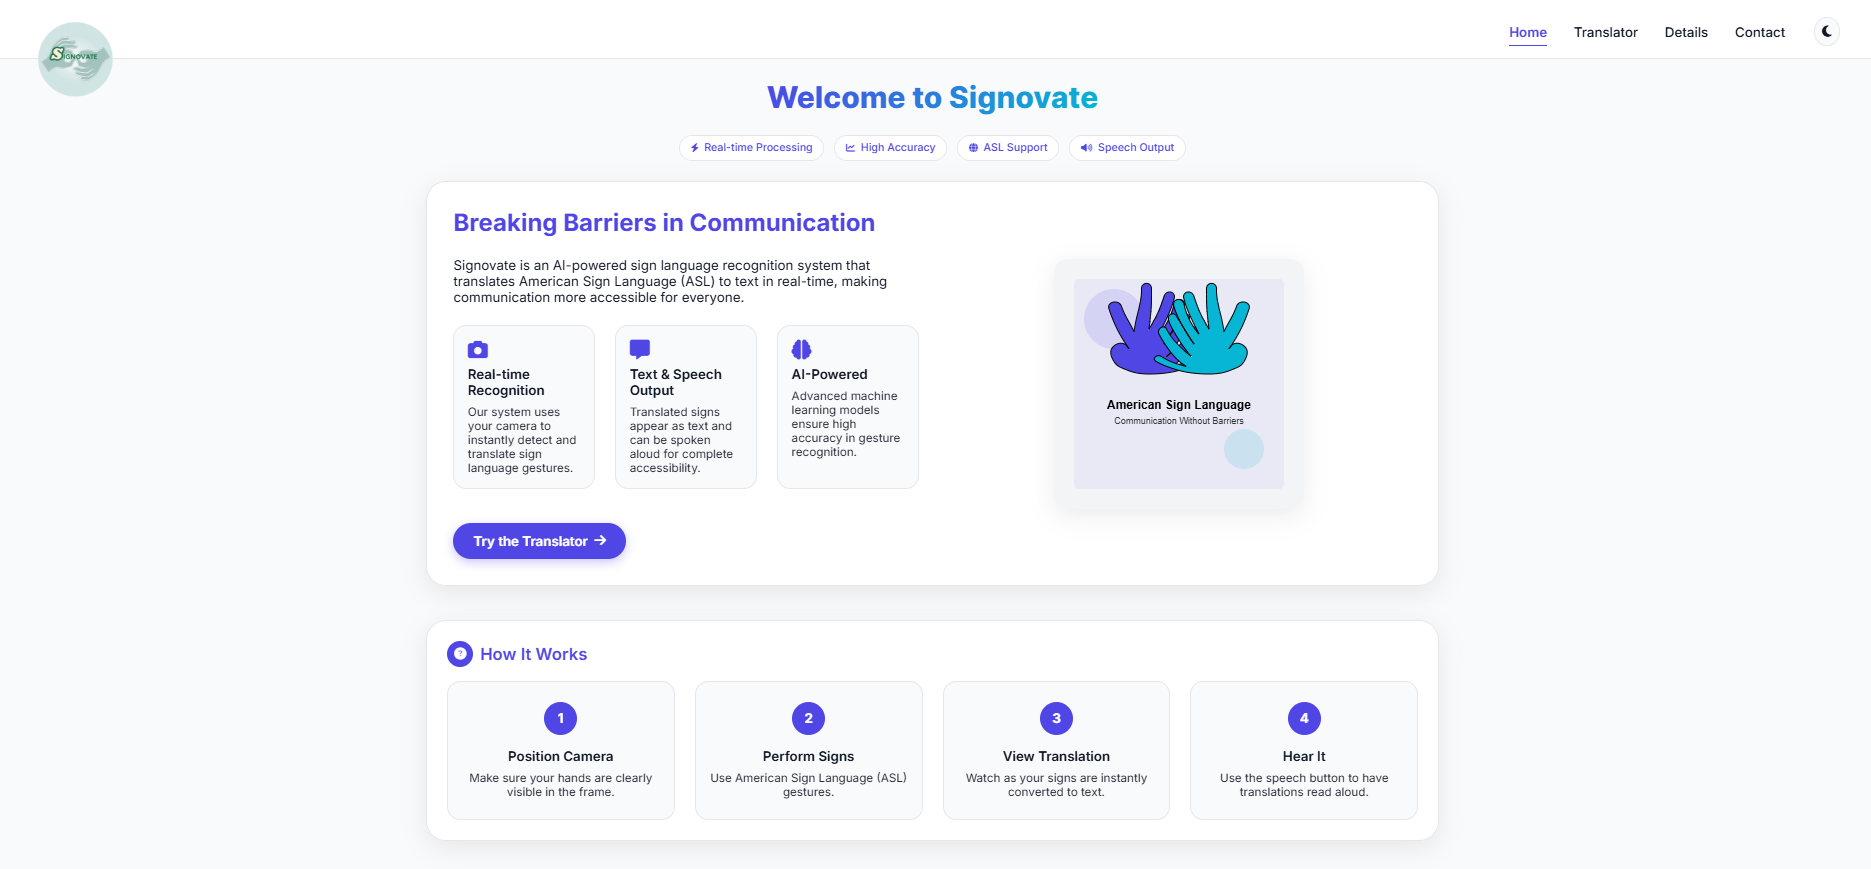 SIGNOVATE
Home
Translator
Details
Contact
Welcome to Signovate
Real-time Processing
High Accuracy
ASL Support
Speech Output
Breaking Barriers in Communication
Signovate is an AI-powered sign language recognition system that
translates American Sign Language (ASL) to text in real-time, making
communication more accessible for everyone.
Real-time
Recognition
Our system uses
your camera to
instantly detect and
translate sign
language gestures.
Text & Speech
Output
Translated signs
appear as text and
can be spoken
aloud for complete
accessibility.
AI-Powered
Advanced machine
learning models
ensure high
accuracy in gesture
recognition.
Try the Translator
American Sign Language
Communication Without Barriers
How It Works
1
Position Camera
Make sure your hands are clearly
visible in the frame.
2
Perform Signs
Use American Sign Language (ASL)
gestures.
3
View Translation
Watch as your signs are instantly
converted to text.
4
Hear It
Use the speech button to have
translations read aloud.